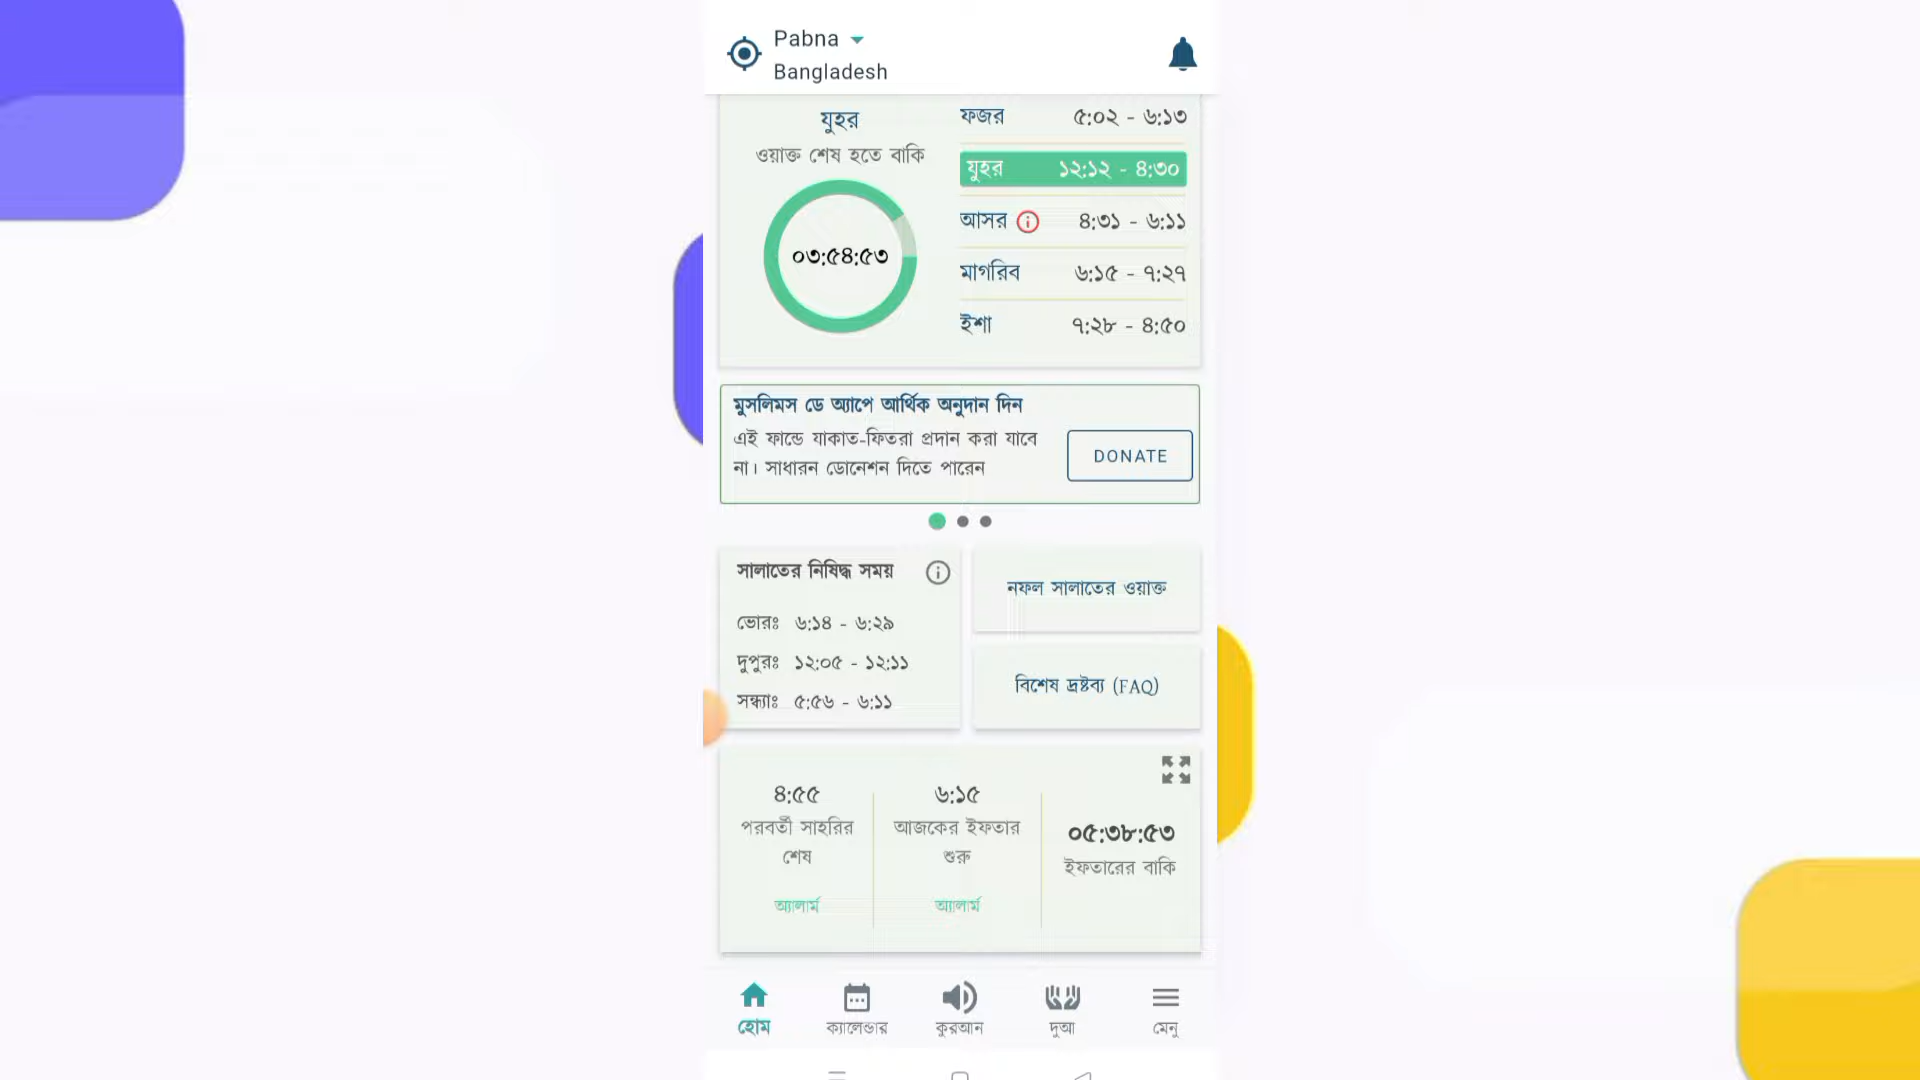 Pabna
Bangladesh
যুহর
ওয়াক্ত শেষ হতে বাকি
০৩:৫৪:৫৩
ফজর ৫:০২ - ৬:১৩
যুহর ১২:১২ - ৪:৩০
আসর ৪:৩১ - ৬:১১
মাগরিব ৬:১৫ - ৭:২৭
ইশা ৭:২৮ - ৪:৫০
মুসলিমস ডে অ্যাপে আর্থিক অনুদান দিন
এই ফান্ডে যাকাত-ফিতরা প্রদান করা যাবে
না। সাধারন ডোনেশন দিতে পারেন
DONATE
সালাতের নিষিদ্ধ সময়
ভোরঃ ৬:১৪ - ৬:২৯
দুপুরঃ ১২:০৫ - ১২:১১
সন্ধ্যাঃ ৫:৫৬ - ৬:১১
নফল সালাতের ওয়াক্ত
বিশেষ দ্রষ্টব্য (FAQ)
৪:৫৫
পরবর্তী সাহরির
শেষ
অ্যালার্ম
৬:১৫
আজকের ইফতার
শুরু
অ্যালার্ম
০৫:৩৮:৫৩
ইফতারের বাকি
হোম
ক্যালেন্ডার
কুরআন
দুআ
মেনু